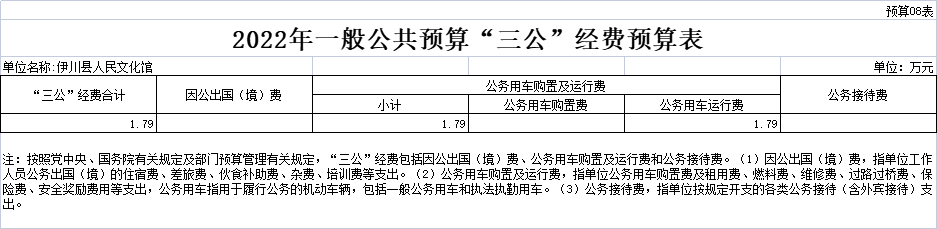 预算08表
2022年一般公共预算“三公”经费预算表
单位名称:伊川县人民文化馆 单位: 万元
“三公”经费合计 因公出国（境）费 公务用车购置及运行费 公务接待费
小计 公务用车购置费 公务用车运行费
1.79 1.79 1.79
注: 按照党中央、国务院有关规定及部门预算管理有关规定，“三公”经费包括因公出国（境）费、公务用车购置及运行费和公务接待费。（1）因公出国（境）费，指单位工作
人员公务出国（境）的住宿费、差旅费、伙食补助费、杂费、培训费等支出。（2）公务用车购置及运行费，指单位公务用车购置费及租用费、燃料费、维修费、过路过桥费、保
险费、安全奖励费用等支出，公务用车指用于履行公务的机动车辆，包括一般公务用车和执法执勤用车。（3）公务接待费，指单位按规定开支的各类公务接待（含外宾接待）支
出。